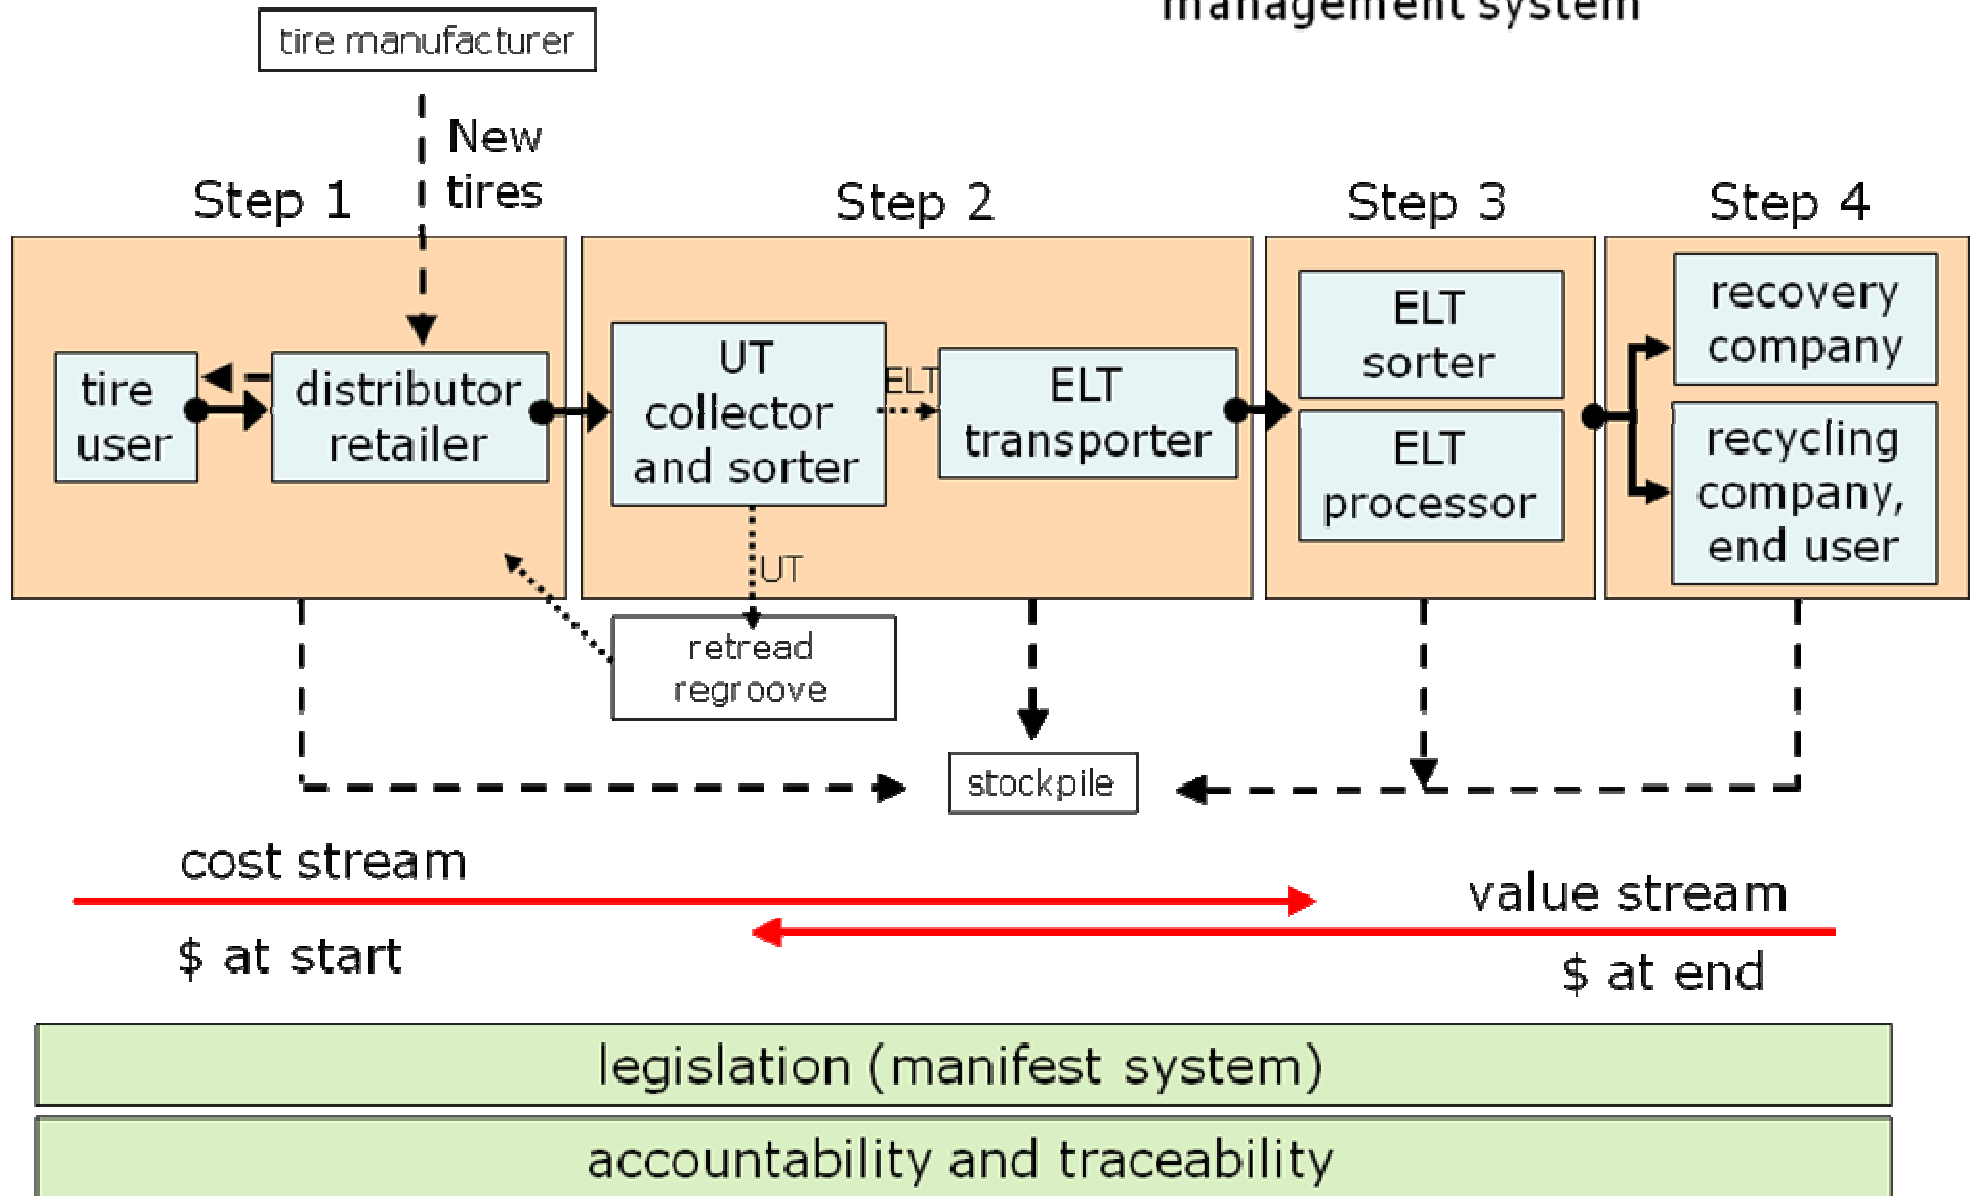 management system
tire manufacturer
New
tires
Step 1
Step 2
Step 3
Step 4
tire
user
distributor
retailer
UT
collector
and sorter
ELT
ELT
transporter
ELT
sorter
ELT
processor
recovery
company
recycling
company,
end user
UT
retread
regroove
stockpile
cost stream
value stream
$ at start
$ at end
legislation (manifest system)
accountability and traceability